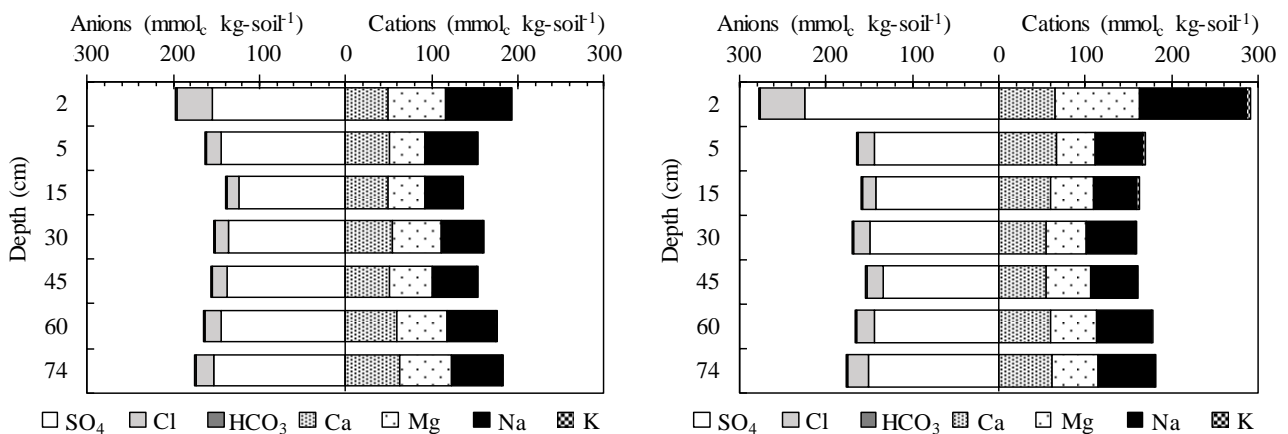 Anions (mmolc kg-soil-1) Cations (mmolc kg-soil-1)
300 200 100 0 100 200 300
Depth (cm)
2
5
15
30
45
60
74
SO4 Cl HCO3 Ca Mg Na K
Anions (mmolc kg-soil-1) Cations (mmolc kg-soil-1)
300 200 100 0 100 200 300
Depth (cm)
2
5
15
30
45
60
74
SO4 Cl HCO3 Ca Mg Na K